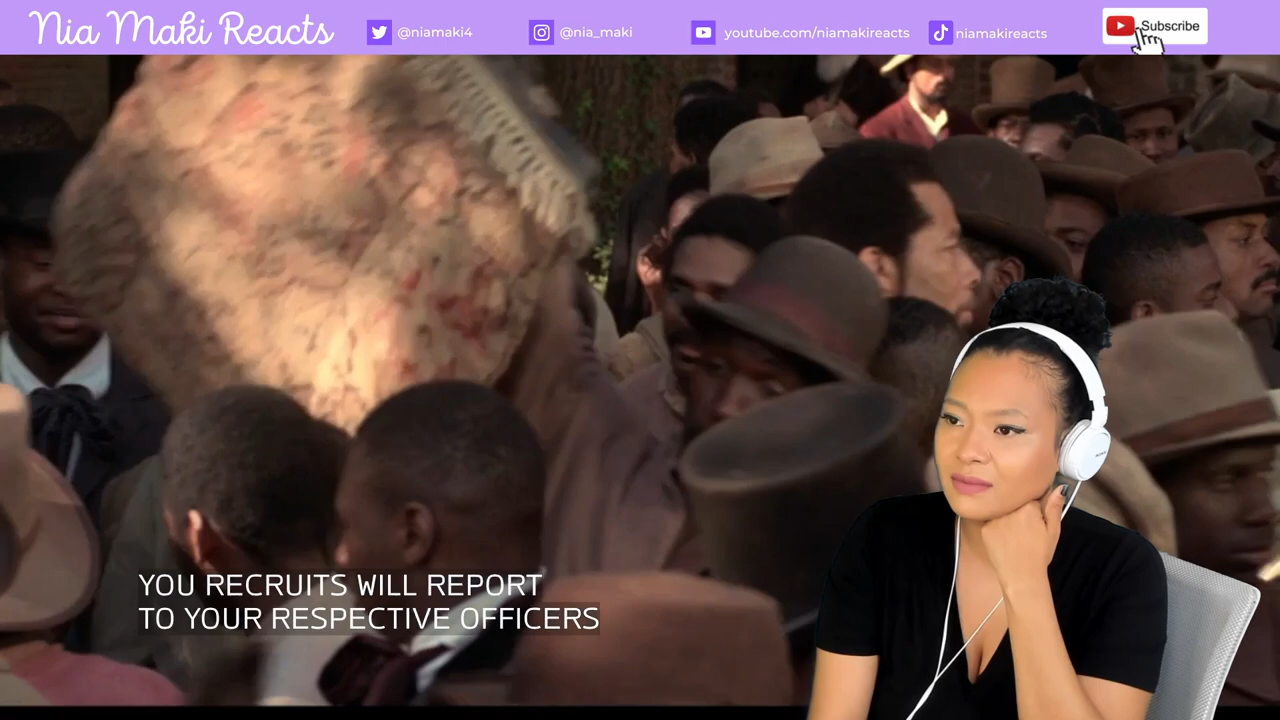 Nia Maki Reacts
@niamaki4
@nia_maki
youtube.com/niamakireacts
niamakireacts
Subscribe
YOU RECRUITS WILL REPORT
TO YOUR RESPECTIVE OFFICERS